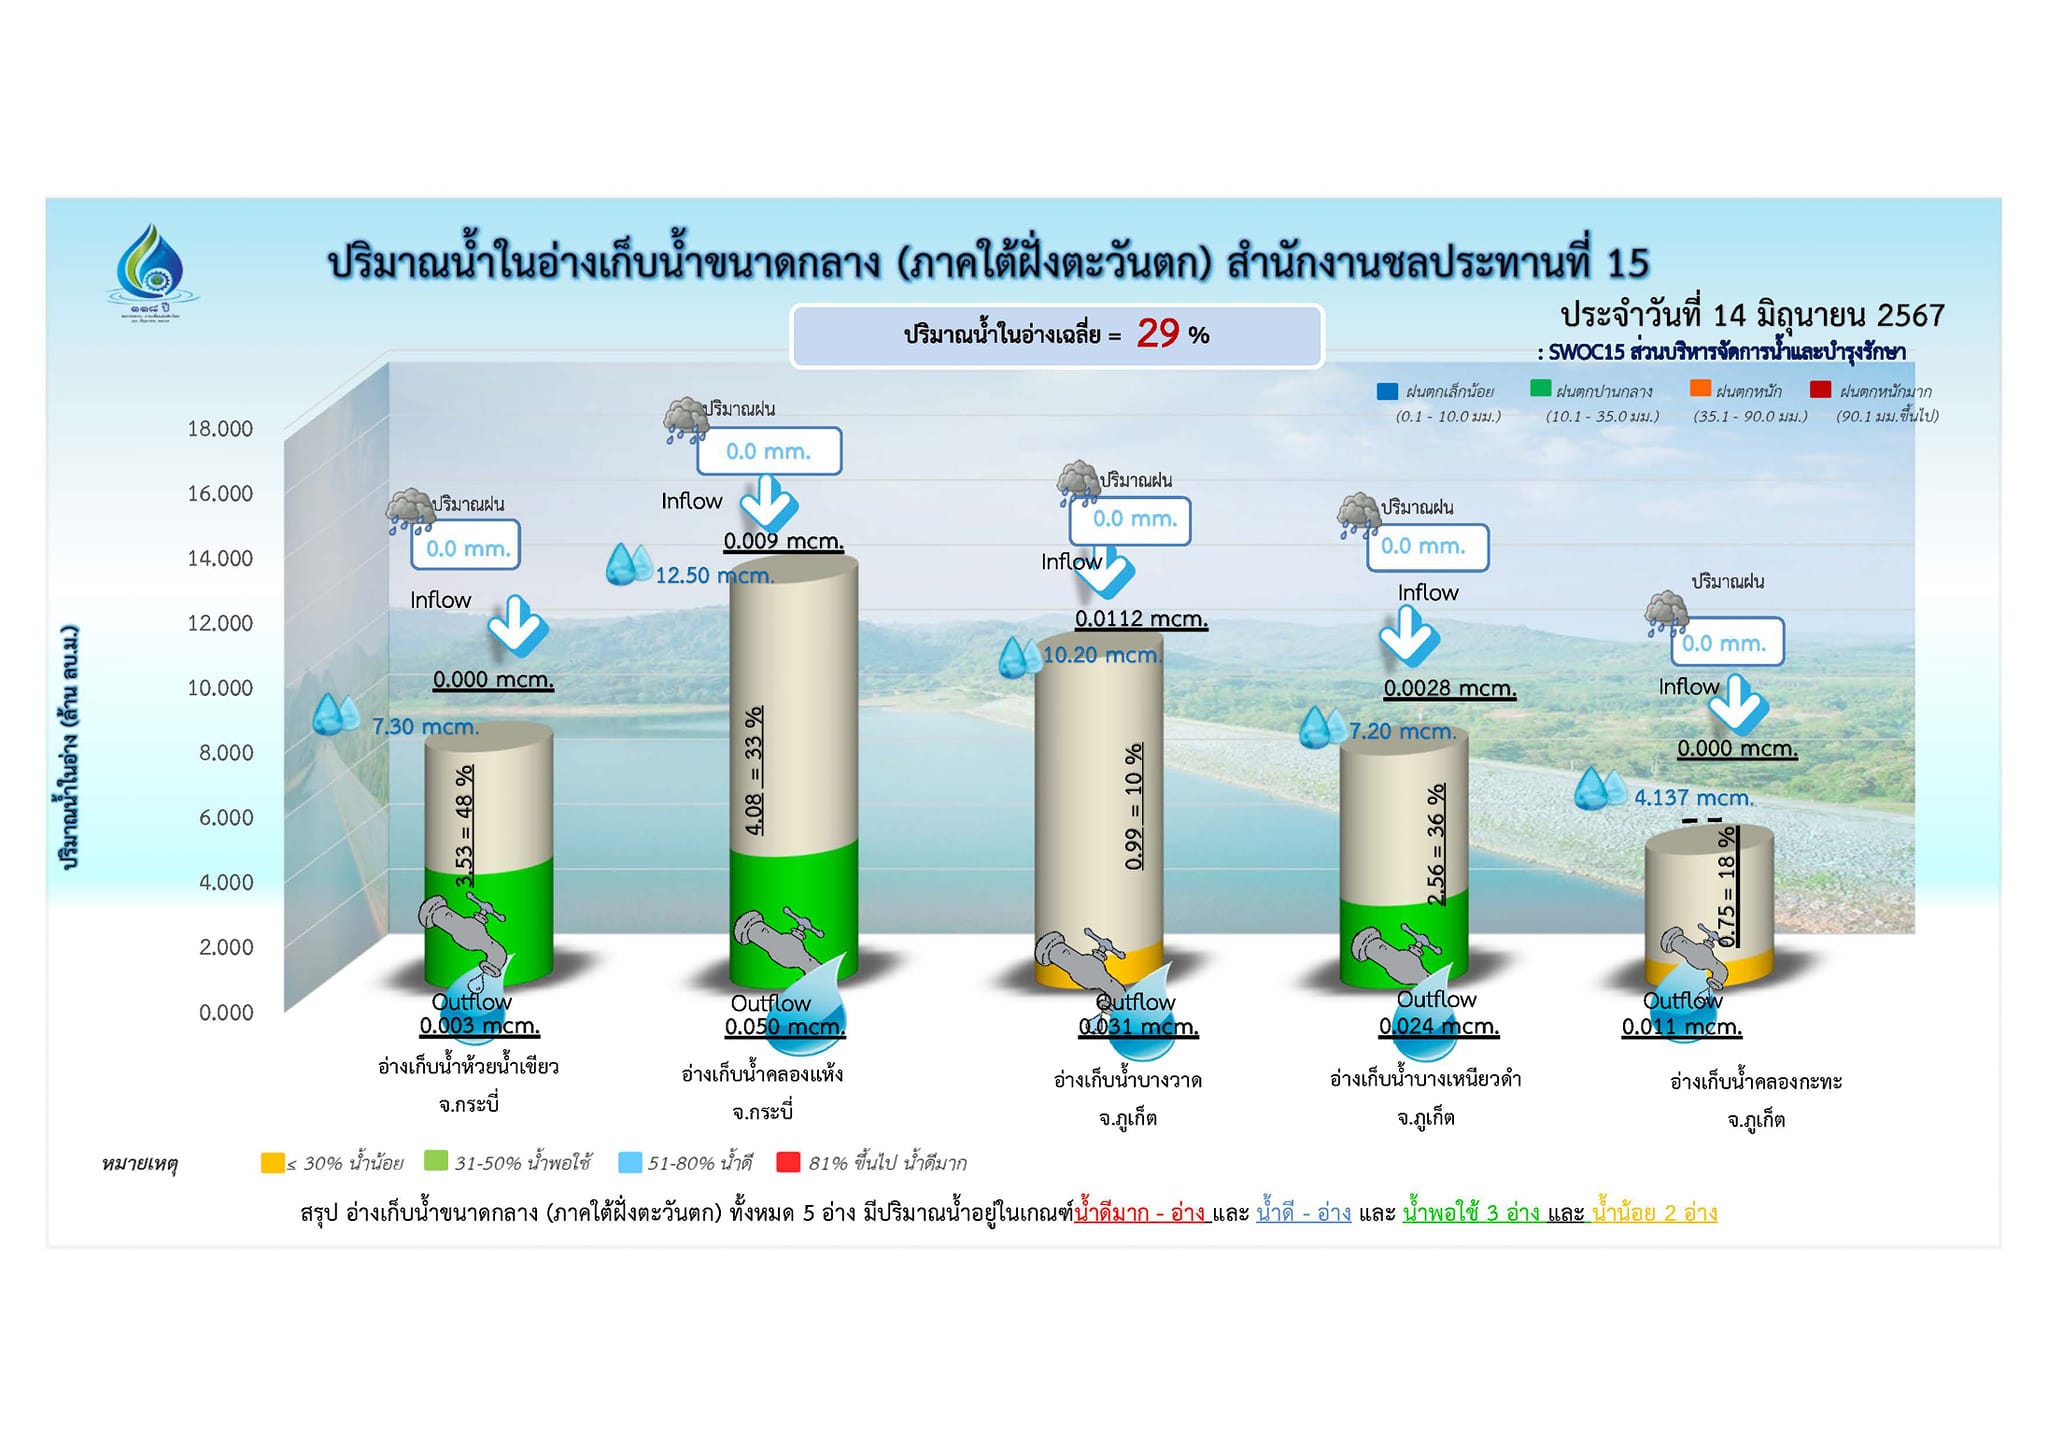 ปริมาณน้ำในอ่างเก็บน้ำขนาดกลาง (ภาคใต้ฝั่งตะวันตก) สำนักงานชลประทานที่ 15
๑๑๘ ปี
ปริมาณน้ำในอ่างเฉลี่ย = 29 %
ประจำวันที่ 14 มิถุนายน 2567
: SWOC15 ส่วนบริหารจัดการน้ำและบำรุงรักษา
ฝนตกเล็กน้อย ฝนตกปานกลาง ฝนตกหนัก ฝนตกหนักมาก
(0.1 - 10.0 มม.) (10.1 - 35.0 มม.) (35.1 - 90.0 มม.) (90.1 มม.ขึ้นไป)
ปริมาณน้ำในอ่าง (ล้าน ลบ.ม.)
18.000
16.000
14.000
12.000
10.000
8.000
6.000
4.000
2.000
0.000
ปริมาณฝน
0.0 mm.
Inflow
0.000 mcm.
7.30 mcm.
3.53 = 48 %
Outflow
0.003 mcm.
อ่างเก็บน้ำห้วยน้ำเขียว
จ.กระบี่
ปริมาณฝน
0.0 mm.
Inflow
0.009 mcm.
12.50 mcm.
4.08 = 33 %
Outflow
0.050 mcm.
อ่างเก็บน้ำคลองแห้ง
จ.กระบี่
ปริมาณฝน
0.0 mm.
Inflow
0.0112 mcm.
10.20 mcm.
0.99 = 10 %
Outflow
0.031 mcm.
อ่างเก็บน้ำบางวาด
จ.ภูเก็ต
ปริมาณฝน
0.0 mm.
Inflow
0.0028 mcm.
7.20 mcm.
2.56 = 36 %
Outflow
0.024 mcm.
อ่างเก็บน้ำบางเหนียวดำ
จ.ภูเก็ต
ปริมาณฝน
0.0 mm.
Inflow
0.000 mcm.
4.137 mcm.
0.75 = 18 %
Outflow
0.011 mcm.
อ่างเก็บน้ำคลองกะทะ
จ.ภูเก็ต
หมายเหตุ ≤ 30% น้ำน้อย 31-50% น้ำพอใช้ 51-80% น้ำดี 81% ขึ้นไป น้ำดีมาก
สรุป อ่างเก็บน้ำขนาดกลาง (ภาคใต้ฝั่งตะวันตก) ทั้งหมด 5 อ่าง มีปริมาณน้ำอยู่ในเกณฑ์น้ำดีมาก - อ่าง และ น้ำดี - อ่าง และ น้ำพอใช้ 3 อ่าง และ น้ำน้อย 2 อ่าง